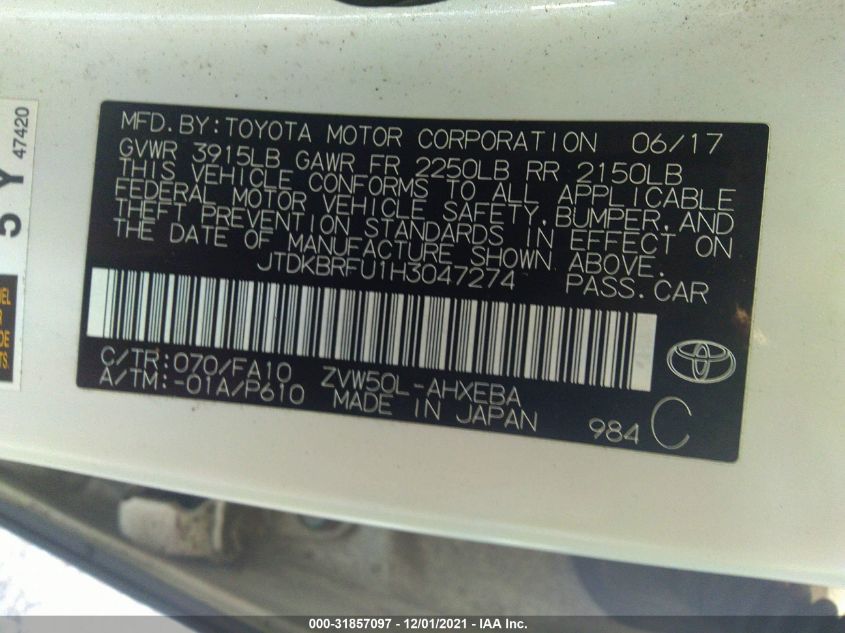 MFD.BY:TOYOTA MOTOR CORPORATION 06/17
GVWR 3915LB GAWR FR 2250LB RR 2150LB
THIS VEHICLE CONFORMS TO ALL APPLICABLE
FEDERAL MOTOR VEHICLE SAFETY,BUMPER,AND
THEFT PREVENTION STANDARDS IN EFFECT ON
THE DATE OF MANUFACTURE SHOWN ABOVE.
JTDKBRFU1H3047274 PASS.CAR
C/TR:070/FA10 ZVW50L-AHXEBA
A/TM:-01A/P610 MADE IN JAPAN 984 C
5 Y
47420
TS.
000-31857097 - 12/01/2021 - IAA Inc.